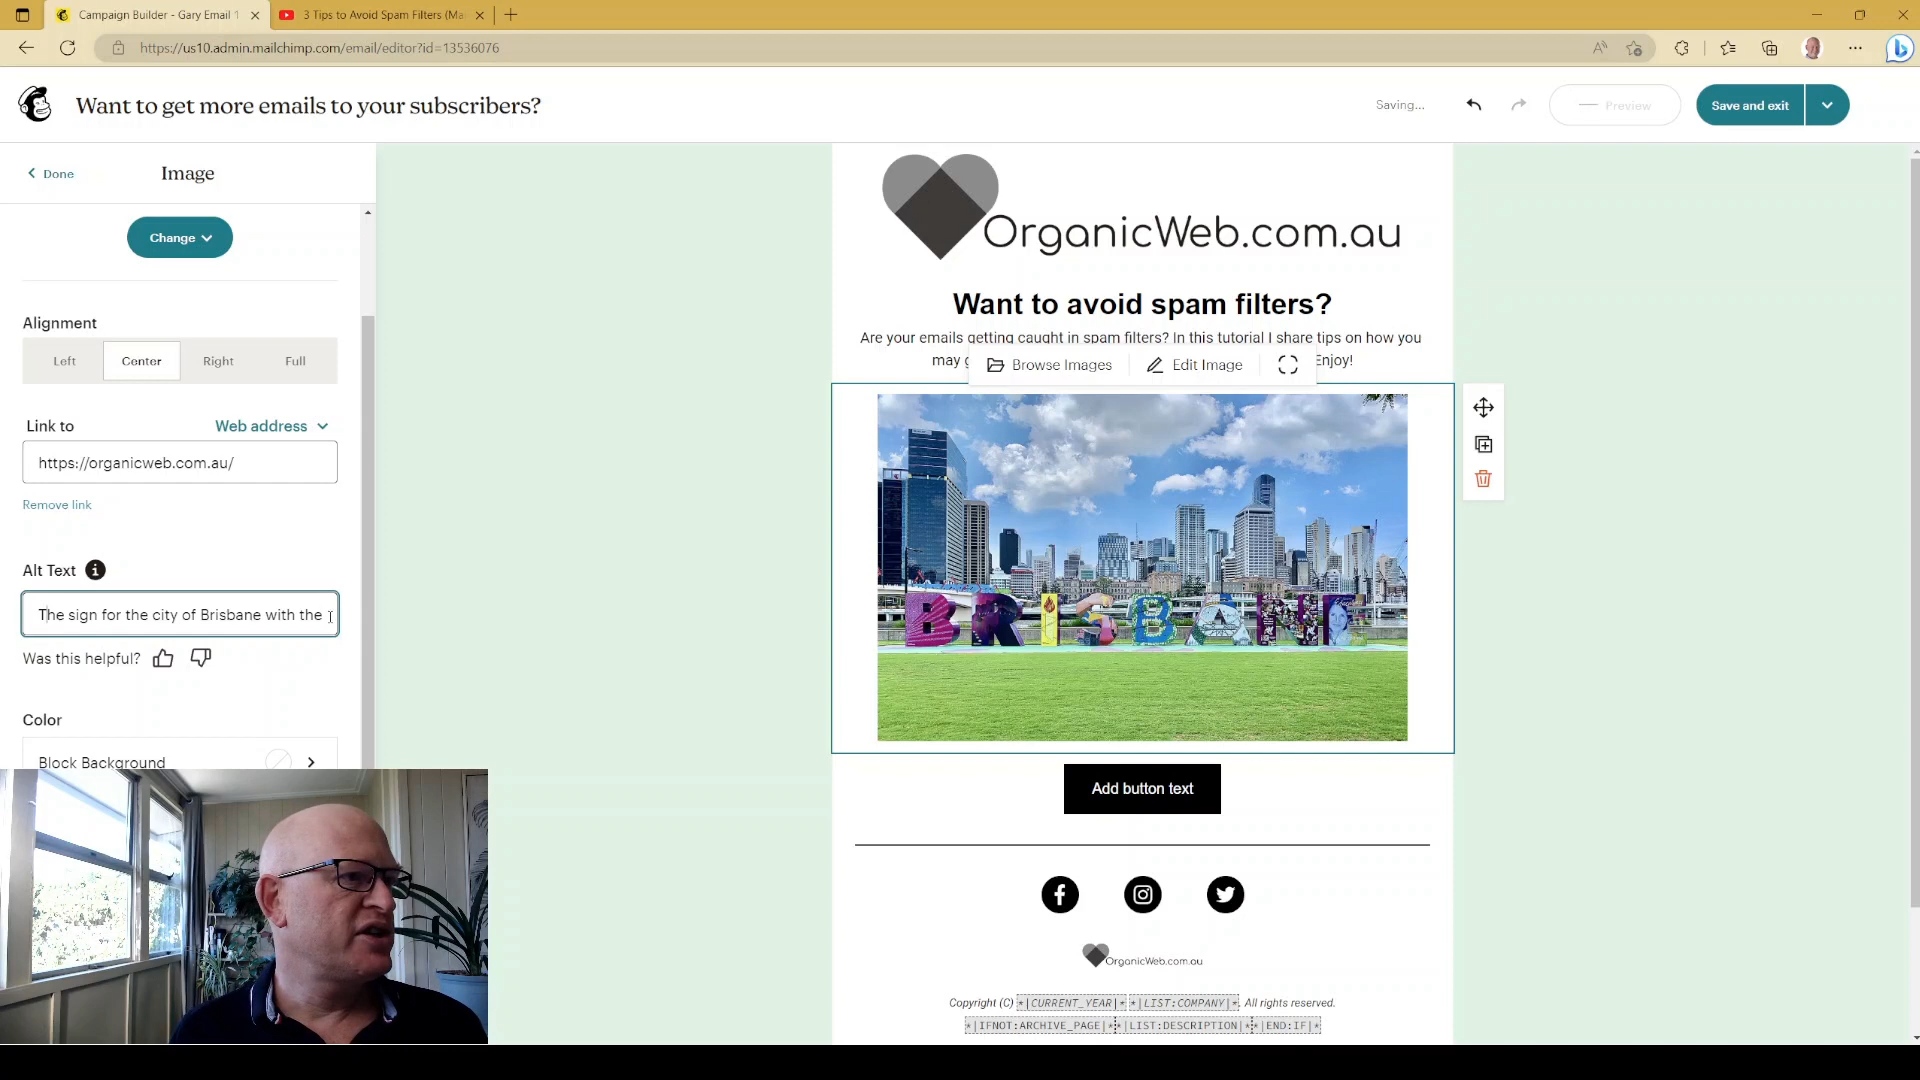 Campaign Builder - Gary Email 1
3 Tips to Avoid Spam Filters (Ma
https://us10.admin.mailchimp.com/email/editor?id=13536076
Want to get more emails to your subscribers?
Saving...
Preview
Save and exit
Done
Image
Change
Alignment
Left
Center
Right
Full
Link to
Web address
https://organicweb.com.au/
Remove link
Alt Text
The sign for the city of Brisbane with the
Was this helpful?
Color
Block Background
OrganicWeb.com.au
Want to avoid spam filters?
Are your emails getting caught in spam filters? In this tutorial I share tips on how you
may g
Enjoy!
Browse Images
Edit Image
BRISBANE
Add button text
OrganicWeb.com.au
Copyright (C) *|CURRENT_YEAR|* *|LIST:COMPANY|*. All rights reserved.
*|IFNOT:ARCHIVE_PAGE|* *|LIST:DESCRIPTION|* *|END:IF|*